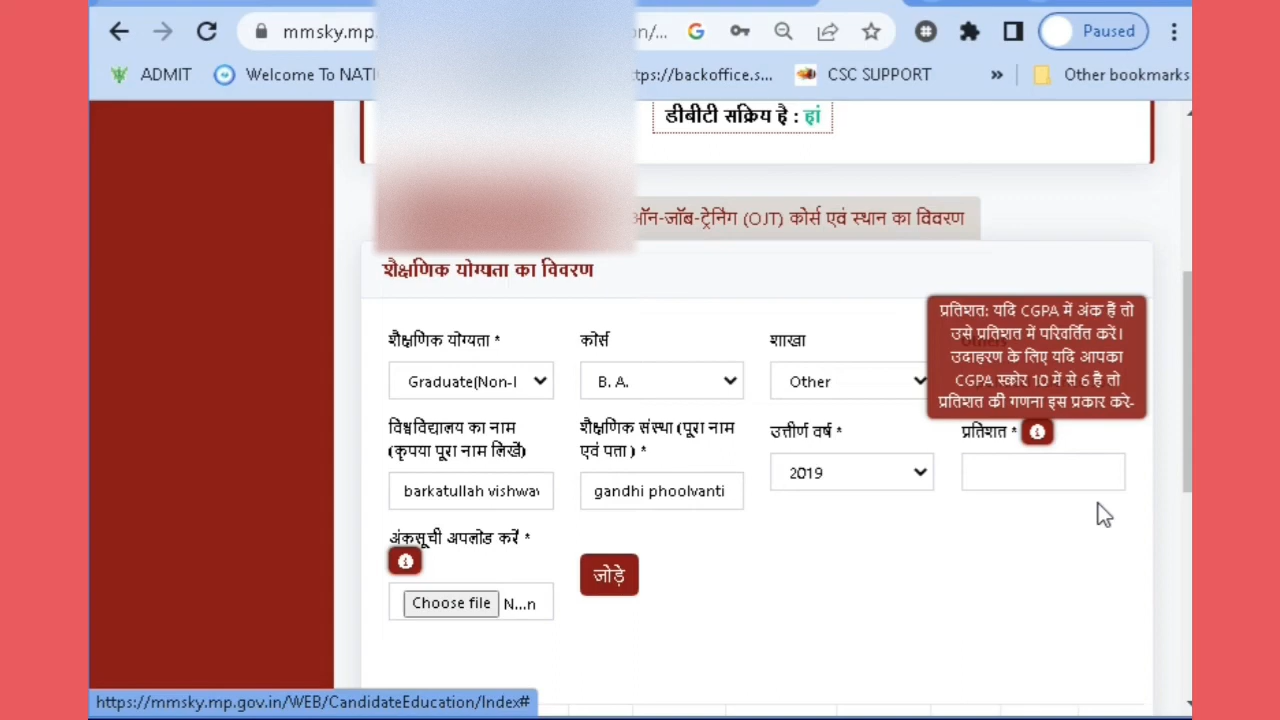 mmsky.mp.
on/...
Paused
ADMIT
Welcome To NATI
tps://backoffice.s...
CSC SUPPORT
»
Other bookmarks
डीबीटी सक्रिय है : हां
ऑन-जॉब-ट्रेनिंग (OJT) कोर्स एवं स्थान का विवरण
शैक्षणिक योग्यता का विवरण
प्रतिशत: यदि CGPA में अंक हैं तो
उसे प्रतिशत में परिवर्तित करें।
उदाहरण के लिए यदि आपका
CGPA स्कोर 10 में से 6 है तो
प्रतिशत की गणना इस प्रकार करे-
शैक्षणिक योग्यता *
कोर्स
शाखा
Graduate(Non-I
B. A.
Other
विश्वविद्यालय का नाम
(कृपया पूरा नाम लिखें)
शैक्षणिक संस्था (पूरा नाम
एवं पता ) *
उत्तीर्ण वर्ष *
प्रतिशत *
barkatullah vishwav
gandhi phoolvanti
2019
अंकसूची अपलोड करें *
जोड़े
Choose file N...n
https://mmsky.mp.gov.in/WEB/CandidateEducation/Index#